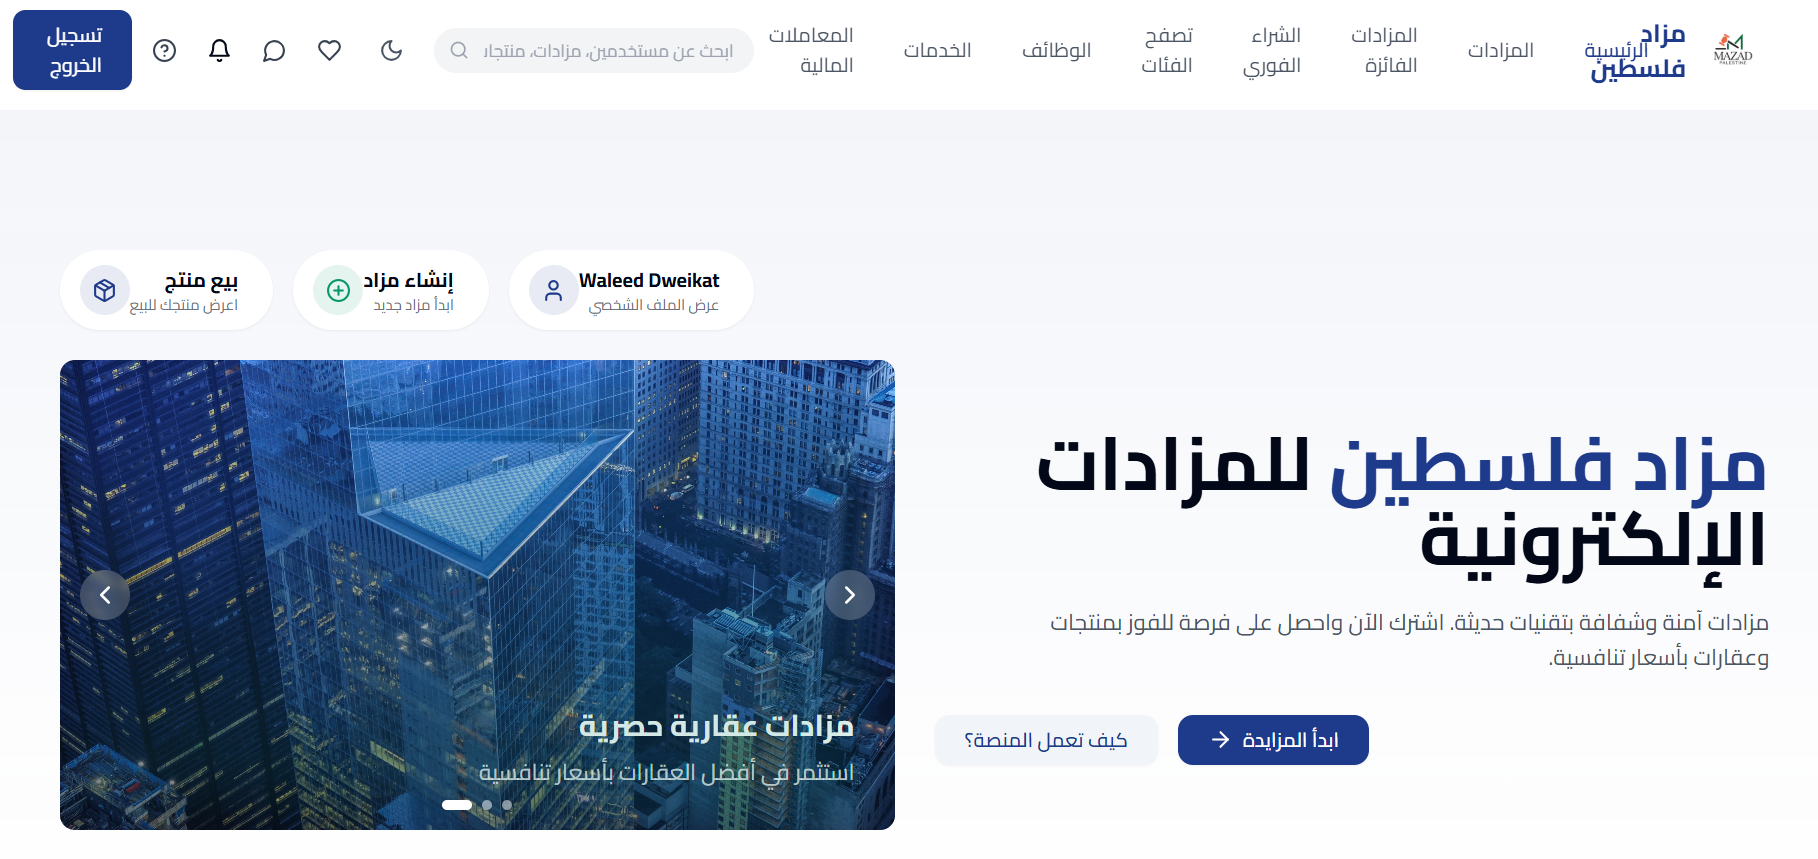 MAZAD
PALESTINE
مزاد
فلسطين
الرئيسية
المزادات
المزادات
الفائزة
الشراء
الفوري
تصفح
الفئات
الوظائف
الخدمات
المعاملات
المالية
ابحث عن مستخدمين، مزادات، منتجا
تسجيل
الخروج
Waleed Dweikat
عرض الملف الشخصي
إنشاء مزاد
ابدأ مزاد جديد
بيع منتج
اعرض منتجك للبيع
مزاد فلسطين للمزادات
الإلكترونية
مزادات آمنة وشفافة بتقنيات حديثة. اشترك الآن واحصل على فرصة للفوز بمنتجات
وعقارات بأسعار تنافسية.
ابدأ المزايدة
كيف تعمل المنصة؟
مزادات عقارية حصرية
استثمر في أفضل العقارات بأسعار تنافسية